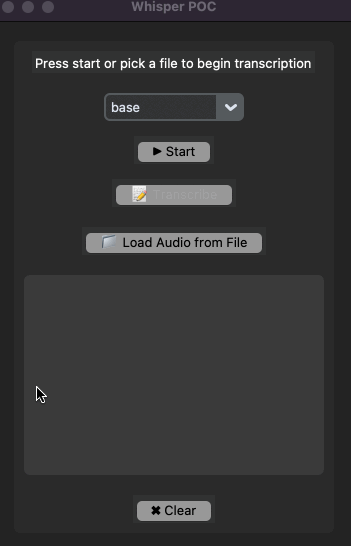 Whisper POC
Press start or pick a file to begin transcription
base
▶ Start
📝 Transcribe
📁 Load Audio from File
✖ Clear